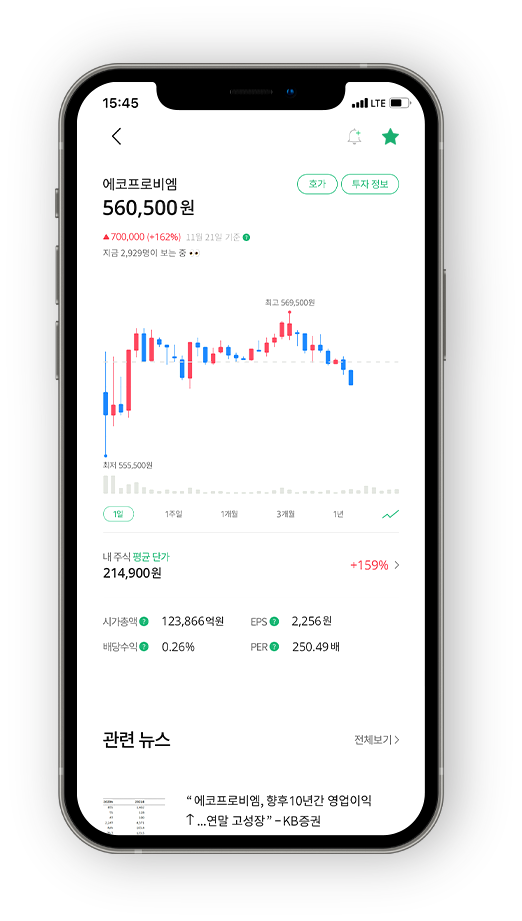 15:45
LTE
에코프로비엠
호가
투자 정보
560,500원
▲700,000 (+162%) 11월 21일 기준 ?
지금 2,929명이 보는 중 👀
최고 569,500원
최저 555,500원
1일 1주일 1개월 3개월 1년
내 주식 평균 단가
214,900원
+159%
시가총액 ? 123,866억원 EPS ? 2,256원
배당수익 ? 0.26% PER ? 250.49배
관련 뉴스 전체보기
“ 에코프로비엠, 향후10년간 영업이익
↑...연말 고성장” – KB증권